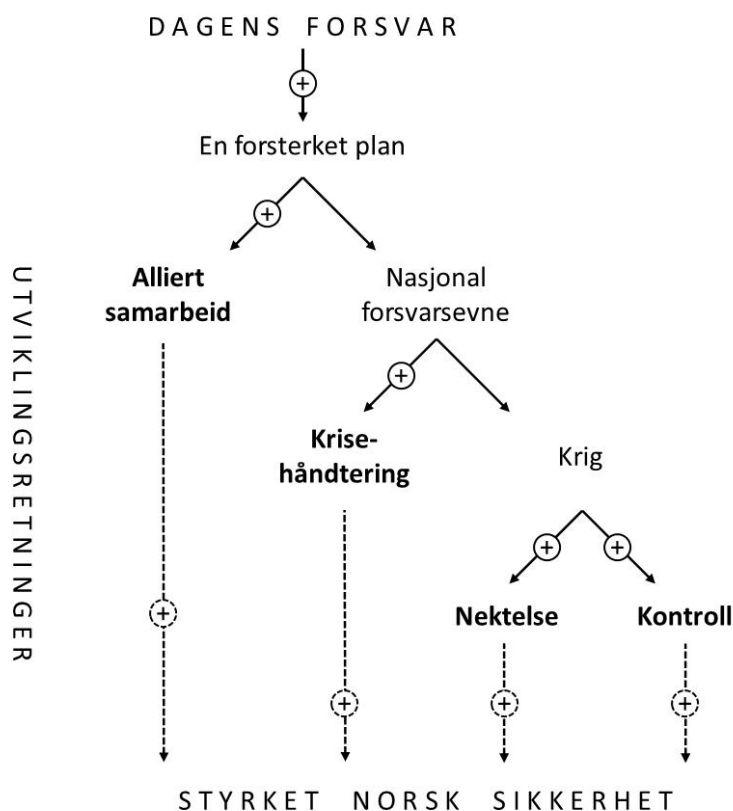 DAGENS FORSVAR
+
En forsterket plan
+
Alliert
samarbeid
Nasjonal
forsvarsevne
UTVIKLINGSRETNINGER
+
Krise-
håndtering
Krig
+ +
Nektelse Kontroll
+
+ + +
STYRKET NORSK SIKKERHET